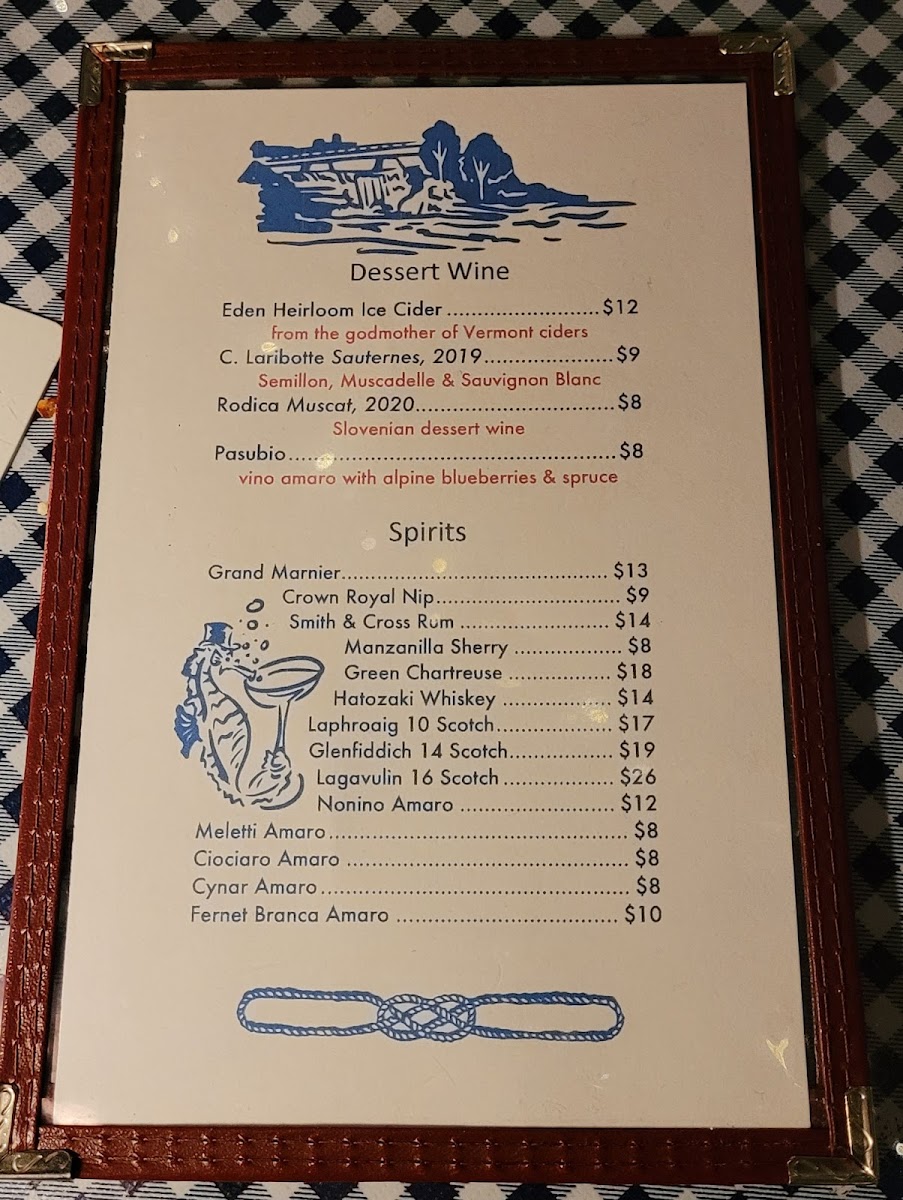 Dessert Wine
Eden Heirloom Ice Cider ........................... $12
from the godmother of Vermont ciders
C. Laribotte Sauternes, 2019...................... $9
Semillon, Muscadelle & Sauvignon Blanc
Rodica Muscat, 2020................................. $8
Slovenian dessert wine
Pasubio...................................................... $8
vino amaro with alpine blueberries & spruce
Spirits
Grand Marnier............................................ $13
Crown Royal Nip............................... $9
Smith & Cross Rum ......................... $14
Manzanilla Sherry .................. $8
Green Chartreuse ................. $18
Hatozaki Whiskey .................. $14
Laphroaig 10 Scotch................... $17
Glenfiddich 14 Scotch................. $19
Lagavulin 16 Scotch .................. $26
Nonino Amaro ......................... $12
Meletti Amaro................................................. $8
Ciociaro Amaro .............................................. $8
Cynar Amaro.................................................. $8
Fernet Branca Amaro .................................... $10